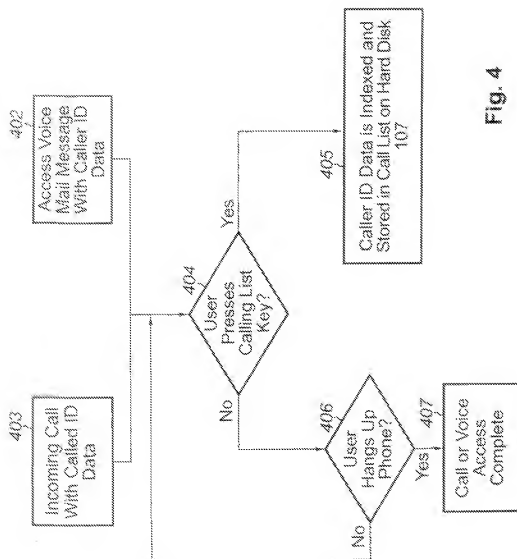 403
Incoming Call
With Called ID
Data
402
Access Voice
Mail Message
With Caller ID
Data
404
User
Presses
Calling List
Key?
No
Yes
405
Caller ID Data is Indexed and
Stored in Call List on Hard Disk
107
406
User
Hangs Up
Phone?
No
Yes
407
Call or Voice
Access
Complete
Fig. 4